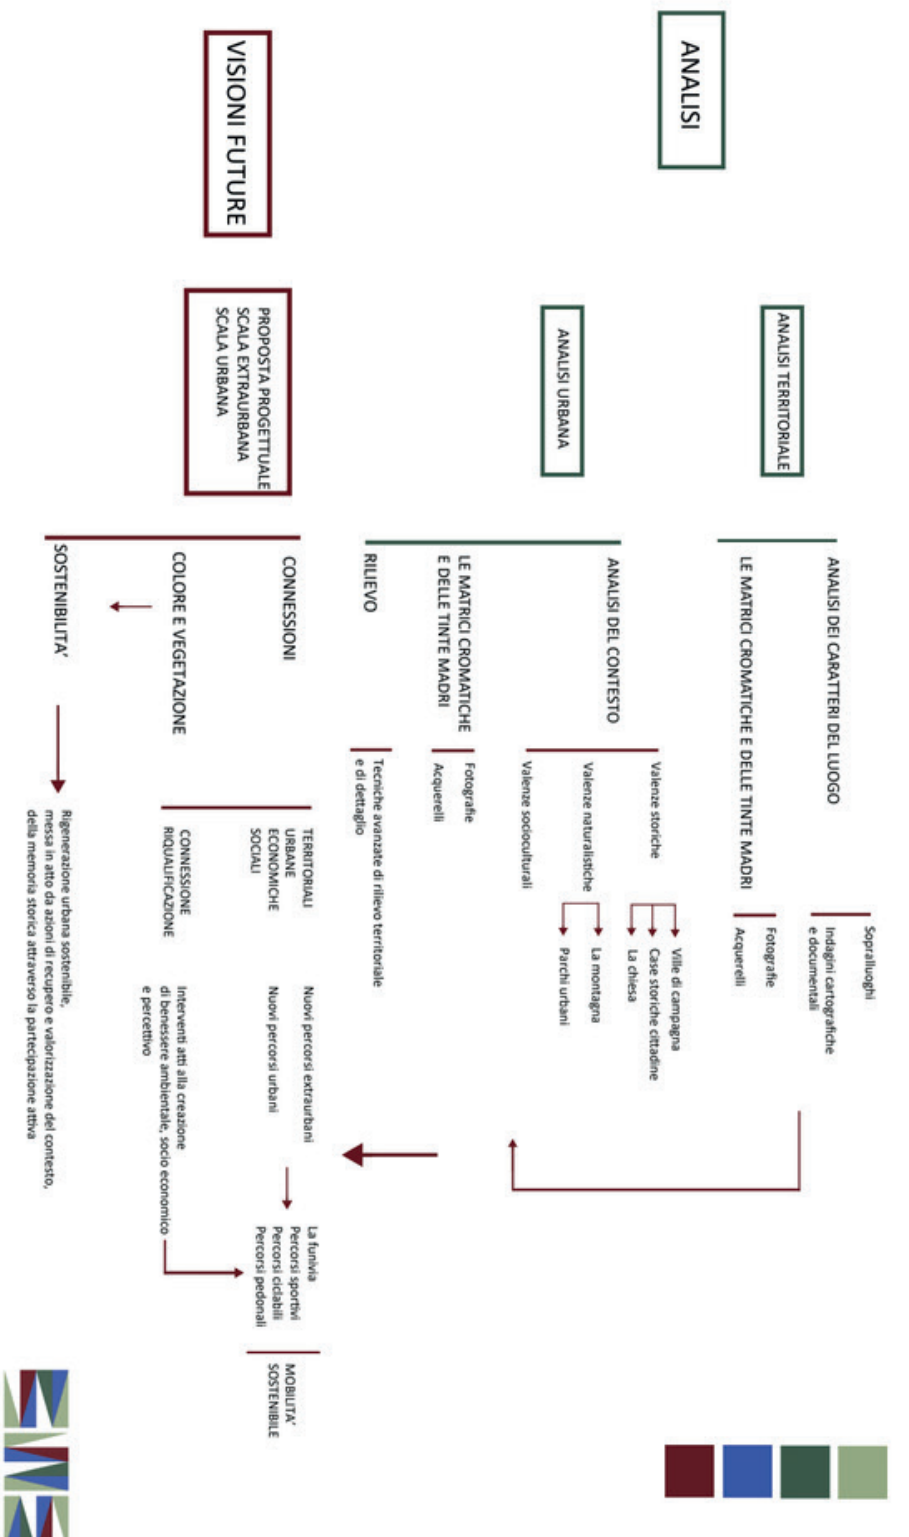 ANALISI
ANALISI TERRITORIALE
ANALISI DEI CARATTERI DEL LUOGO
Sopralluoghi
Indagini cartografiche
e documentali
LE MATRICI CROMATICHE E DELLE TINTE MADRI
Fotografie
Acquerelli
ANALISI URBANA
ANALISI DEL CONTESTO
Valenze storiche
Ville di campagna
Case storiche cittadine
La chiesa
Valenze naturalistiche
La montagna
Parchi urbani
Valenze socioculturali
LE MATRICI CROMATICHE
E DELLE TINTE MADRI
Fotografie
Acquerelli
RILIEVO
Tecniche avanzate di rilievo territoriale
e di dettaglio
VISIONI FUTURE
PROPOSTA PROGETTUALE
SCALA EXTRAURBANA
SCALA URBANA
CONNESSIONI
TERRITORIALI
URBANE
ECONOMICHE
SOCIALI
Nuovi percorsi extraurbani
Nuovi percorsi urbani
La funivia
Percorsi sportivi
Percorsi ciclabili
Percorsi pedonali
MOBILITA'
SOSTENIBILE
COLORE E VEGETAZIONE
CONNESSIONE
RIQUALIFICAZIONE
Interventi atti alla creazione
di benessere ambientale, socio economico
e percettivo
SOSTENIBILITA'
Rigenerazione urbana sostenibile,
messa in atto da azioni di recupero e valorizzazione del contesto,
della memoria storica attraverso la partecipazione attiva